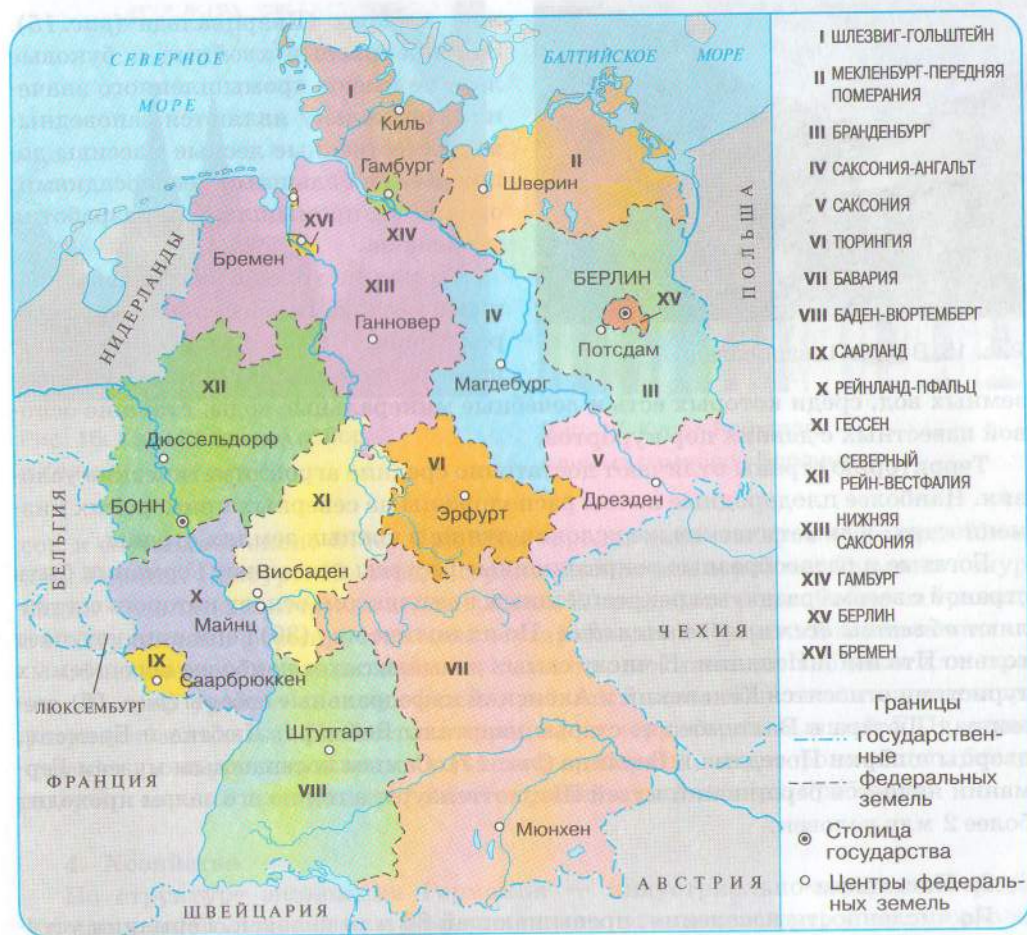 СЕВЕРНОЕ
МОРЕ
БАЛТИЙСКОЕ МОРЕ
I
Киль
Гамбург
II
Шверин
XVI
XIV
Бремен
НИДЕРЛАНДЫ
XIII
Ганновер
IV
БЕРЛИН
XV
Потсдам
ПОЛЬША
Магдебург
III
XII
Дюссельдорф
БОНН
XI
VI
Эрфурт
V
Дрезден
БЕЛЬГИЯ
Висбаден
X
Майнц
IX
Саарбрюккен
ЛЮКСЕМБУРГ
VII
ЧЕХИЯ
Штутгарт
ФРАНЦИЯ
VIII
Мюнхен
АВСТРИЯ
ШВЕЙЦАРИЯ
I ШЛЕЗВИГ-ГОЛЬШТЕЙН
II МЕКЛЕНБУРГ-ПЕРЕДНЯЯ
ПОМЕРАНИЯ
III БРАНДЕНБУРГ
IV САКСОНИЯ-АНГАЛЬТ
V САКСОНИЯ
VI ТЮРИНГИЯ
VII БАВАРИЯ
VIII БАДЕН-ВЮРТЕМБЕРГ
IX СААРЛАНД
X РЕЙНЛАНД-ПФАЛЬЦ
XI ГЕССЕН
XII СЕВЕРНЫЙ
РЕЙН-ВЕСТФАЛИЯ
XIII НИЖНЯЯ
САКСОНИЯ
XIV ГАМБУРГ
XV БЕРЛИН
XVI БРЕМЕН
Границы
государствен-
ные
федеральных
земель
Столица
государства
Центры федераль-
ных земель